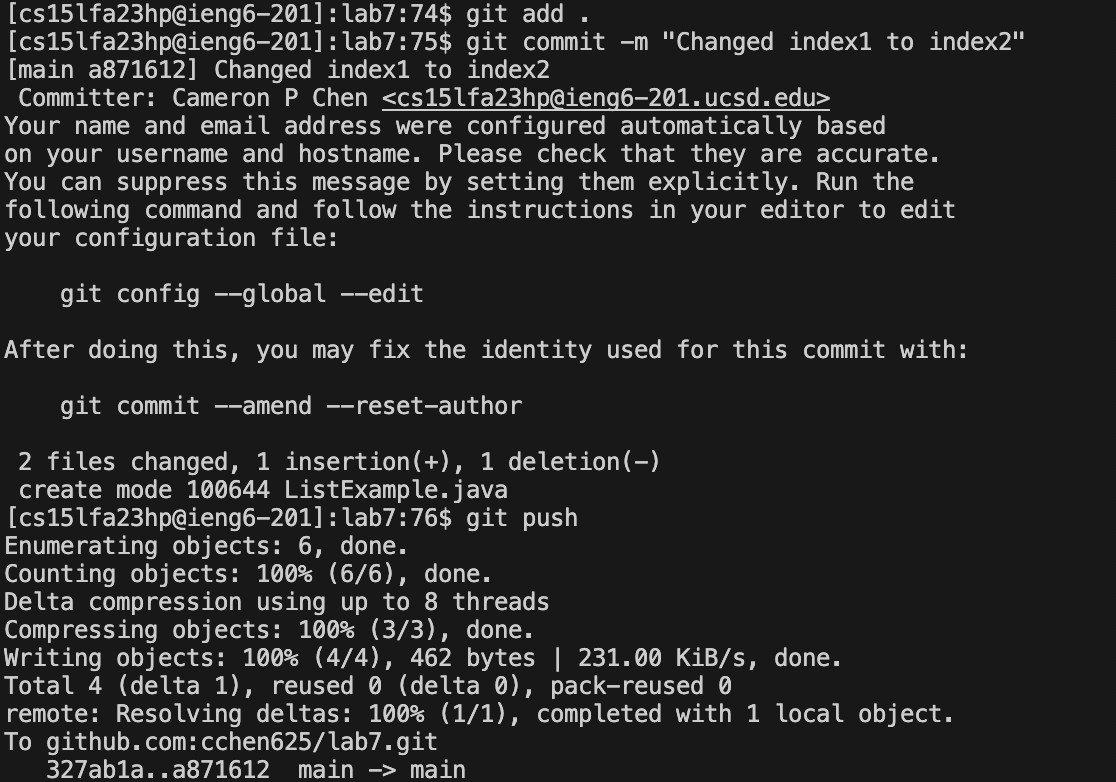 [cs15lfa23hp@ieng6-201]:lab7:74$ git add .
[cs15lfa23hp@ieng6-201]:lab7:75$ git commit -m "Changed index1 to index2"
[main a871612] Changed index1 to index2
 Committer: Cameron P Chen <cs15lfa23hp@ieng6-201.ucsd.edu>
Your name and email address were configured automatically based
on your username and hostname. Please check that they are accurate.
You can suppress this message by setting them explicitly. Run the
following command and follow the instructions in your editor to edit
your configuration file:

    git config --global --edit

After doing this, you may fix the identity used for this commit with:

    git commit --amend --reset-author

 2 files changed, 1 insertion(+), 1 deletion(-)
 create mode 100644 ListExample.java
[cs15lfa23hp@ieng6-201]:lab7:76$ git push
Enumerating objects: 6, done.
Counting objects: 100% (6/6), done.
Delta compression using up to 8 threads
Compressing objects: 100% (3/3), done.
Writing objects: 100% (4/4), 462 bytes | 231.00 KiB/s, done.
Total 4 (delta 1), reused 0 (delta 0), pack-reused 0
remote: Resolving deltas: 100% (1/1), completed with 1 local object.
To github.com:cchen625/lab7.git
   327ab1a..a871612  main -> main